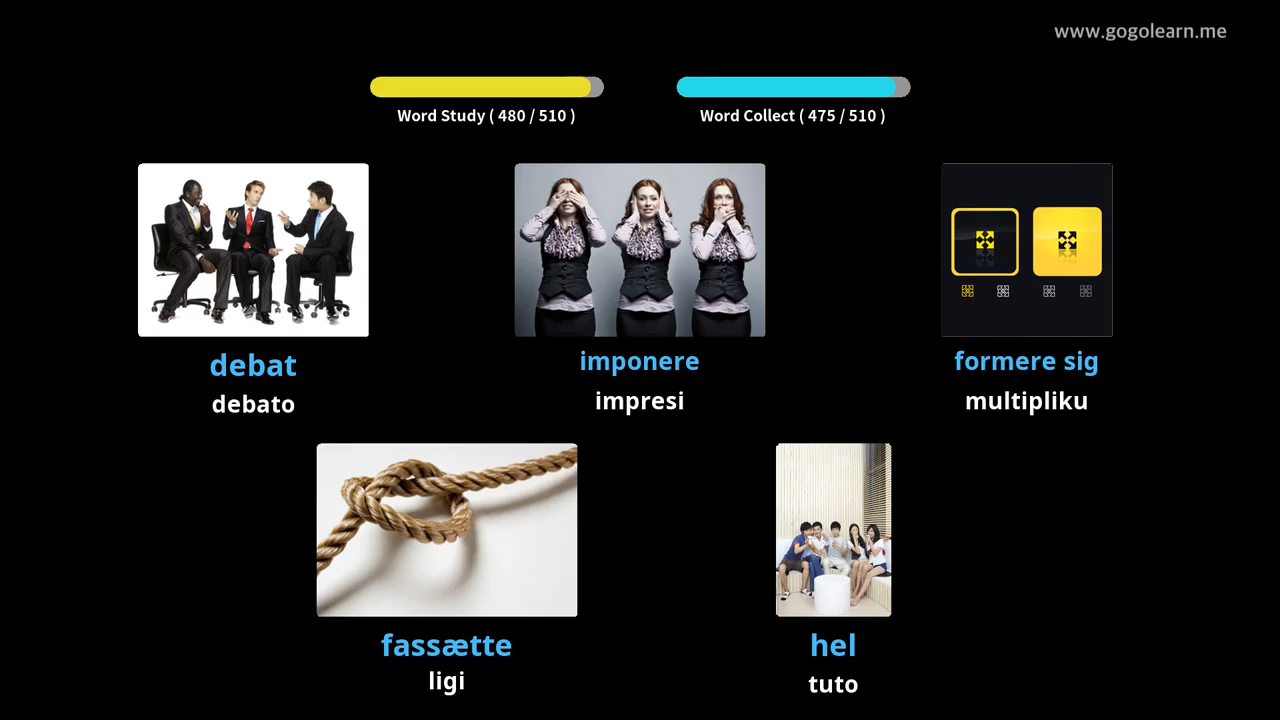 www.gogolearn.me
Word Study ( 480 / 510 )
Word Collect ( 475 / 510 )
debat
debato
imponere
impresi
formere sig
multipliku
fassætte
ligi
hel
tuto